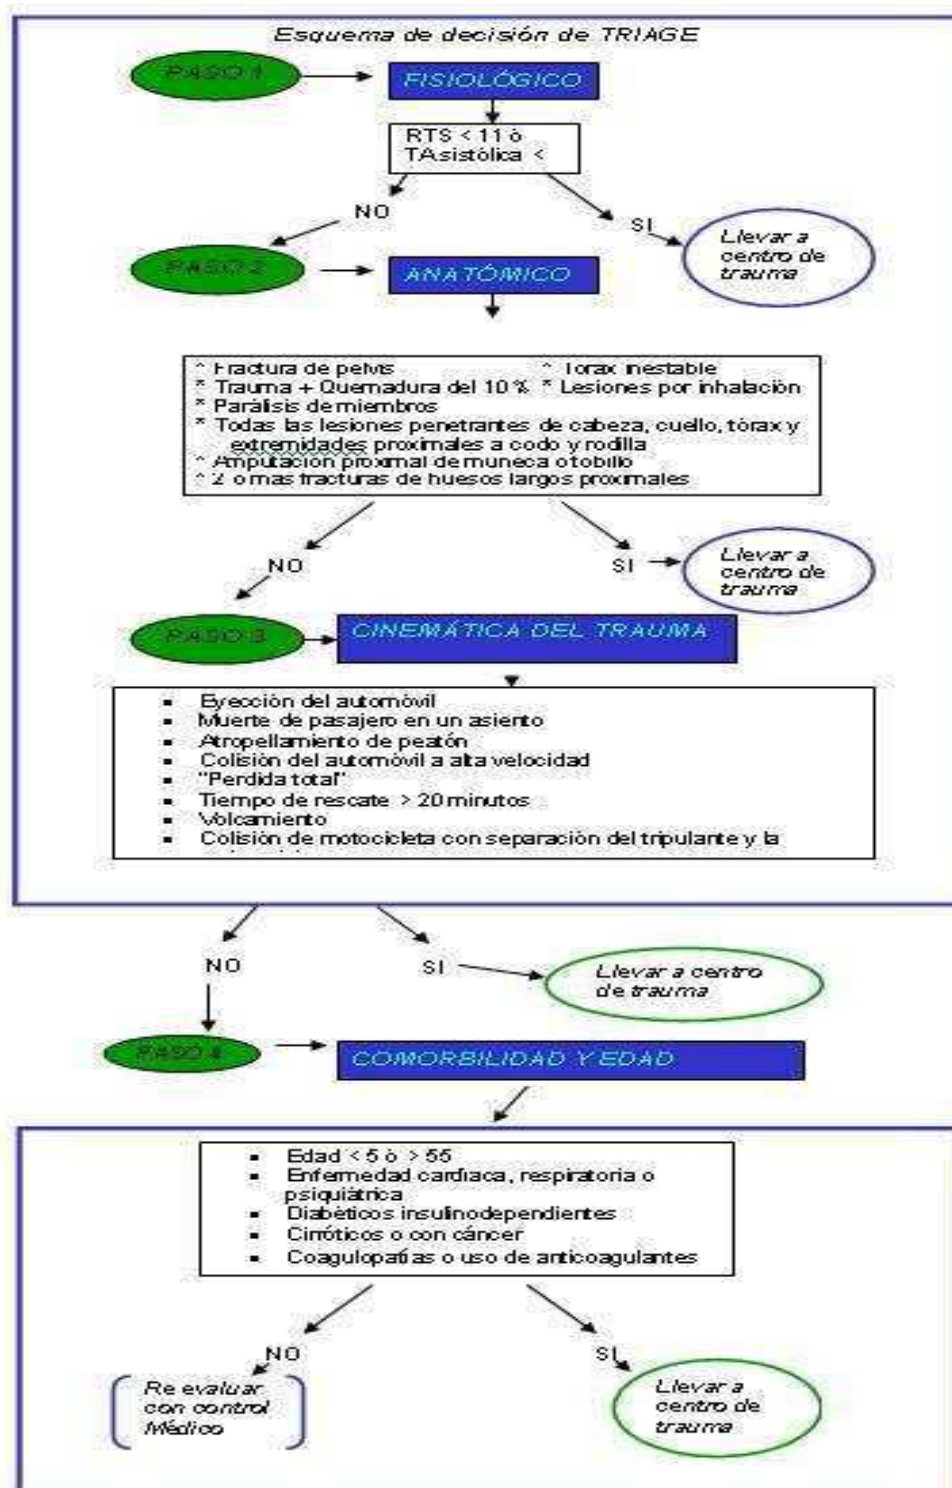 Esquema de decisión de TRIAGE
PASO 1
FISIOLÓGICO
RTS < 11 ò
TA sistólica <
NO
SI
Llevar a
centro de
trauma
PASO 2
ANATÓMICO
* Fractura de pelvis * Torax inestable
* Trauma + Quemadura del 10 % * Lesiones por inhalación
* Parálisis de miembros
* Todas las lesiones penetrantes de cabeza, cuello, tórax y
extremidades proximales a codo y rodilla
* Amputación proximal de muñeca o tobillo
* 2 o mas fracturas de huesos largos proximales
NO
SI
Llevar a
centro de
trauma
PASO 3
CINEMÁTICA DEL TRAUMA
▪ Eyección del automóvil
▪ Muerte de pasajero en un asiento
▪ Atropellamiento de peatón
▪ Colisión del automóvil a alta velocidad
▪ "Perdida total"
▪ Tiempo de rescate > 20 minutos
▪ Volcamiento
▪ Colisión de motocicleta con separación del tripulante y la
NO
SI
Llevar a centro
de trauma
PASO 4
COMORBILIDAD Y EDAD
▪ Edad < 5 ò > 55
▪ Enfermedad cardiaca, respiratoria o
psiquiátrica
▪ Diabéticos insulinodependientes
▪ Cirróticos o con cáncer
▪ Coagulopatías o uso de anticoagulantes
NO
SI
Re evaluar
con control
Médico
Llevar a
centro de
trauma